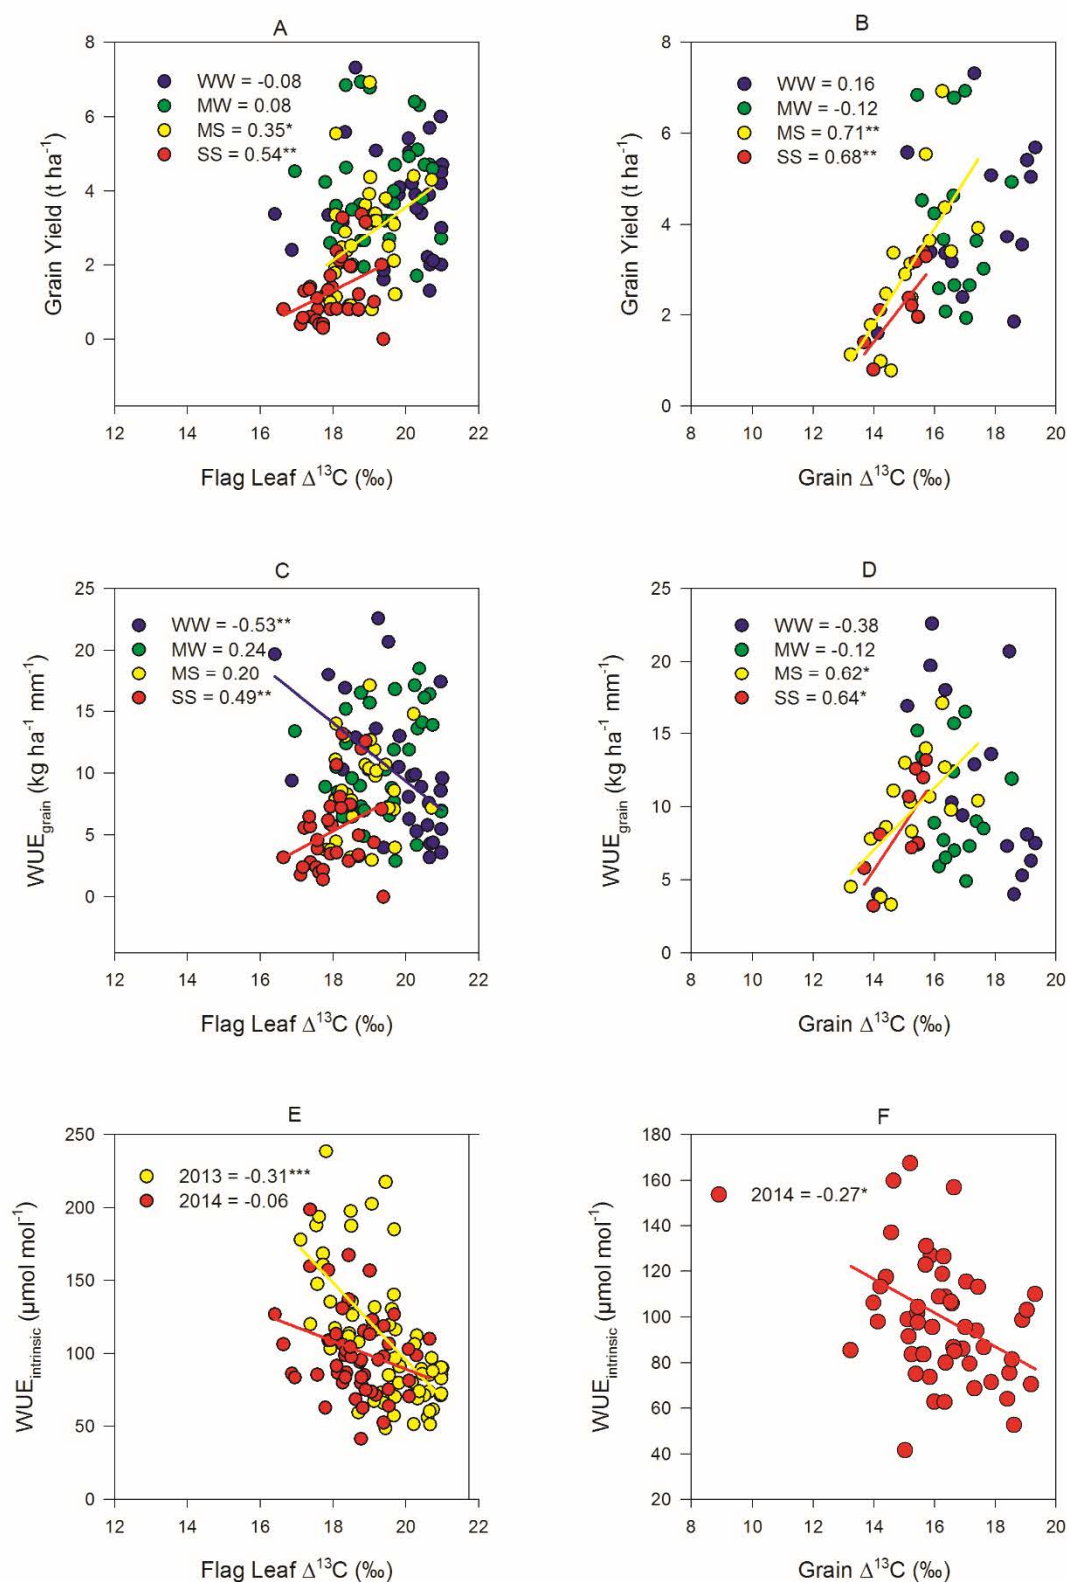 A
8
6
4
2
0
Grain Yield (t ha⁻¹)
WW = -0.08
MW = 0.08
MS = 0.35*
SS = 0.54**
12 14 16 18 20 22
Flag Leaf Δ¹³C (‰)
B
8
6
4
2
0
Grain Yield (t ha⁻¹)
WW = 0.16
MW = -0.12
MS = 0.71**
SS = 0.68**
8 10 12 14 16 18 20
Grain Δ¹³C (‰)
C
25
20
15
10
5
0
WUEgrain (kg ha⁻¹ mm⁻¹)
WW = -0.53**
MW = 0.24
MS = 0.20
SS = 0.49**
12 14 16 18 20 22
Flag Leaf Δ¹³C (‰)
D
25
20
15
10
5
0
WUEgrain (kg ha⁻¹ mm⁻¹)
WW = -0.38
MW = -0.12
MS = 0.62*
SS = 0.64*
8 10 12 14 16 18 20
Grain Δ¹³C (‰)
E
250
200
150
100
50
0
WUEintrinsic (µmol mol⁻¹)
2013 = -0.31***
2014 = -0.06
12 14 16 18 20 22
Flag Leaf Δ¹³C (‰)
F
180
160
140
120
100
80
60
40
20
WUEintrinsic (µmol mol⁻¹)
2014 = -0.27*
8 10 12 14 16 18 20
Grain Δ¹³C (‰)